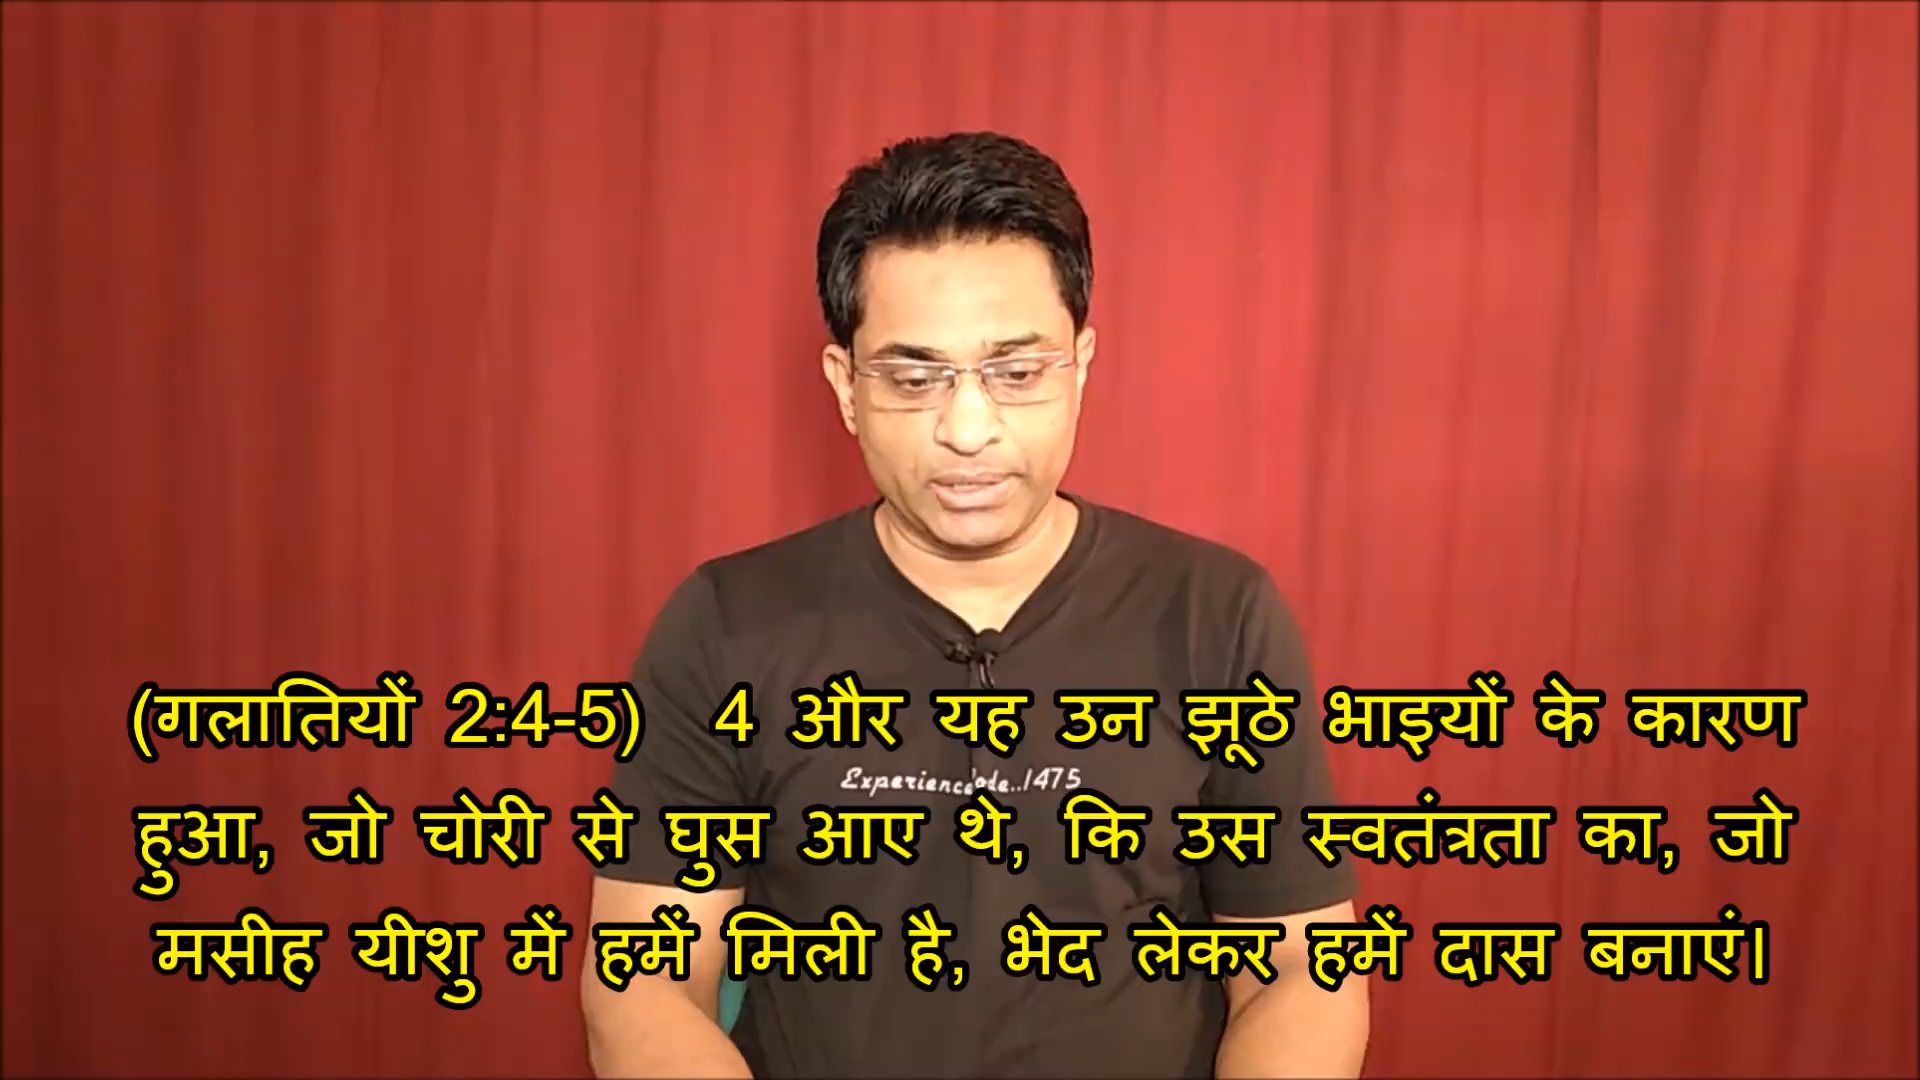 (गलातियों 2:4-5) 4 और यह उन झूठे भाइयों के कारण
हुआ, जो चोरी से घुस आए थे, कि उस स्वतंत्रता का, जो
मसीह यीशु में हमें मिली है, भेद लेकर हमें दास बनाएं।
1475